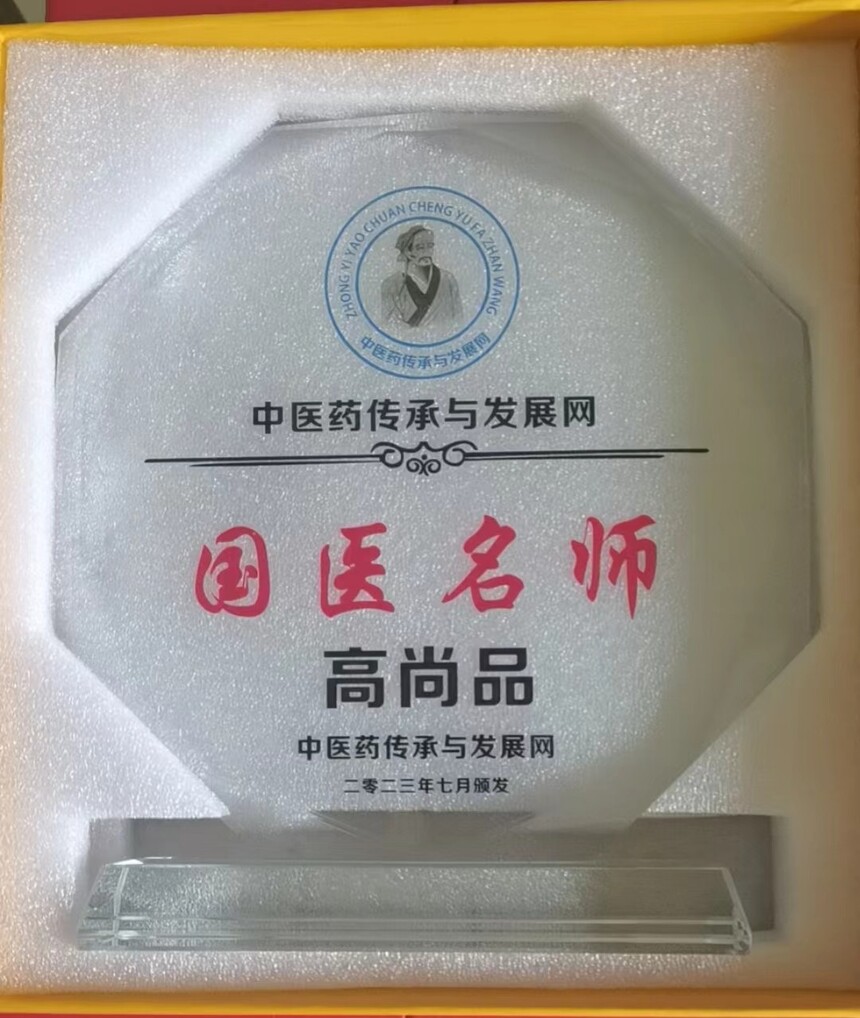 ZHONG YI YAO CHUAN CHENG YU FA ZHAN WANG
中医药传承与发展网
中医药传承与发展网
国医名师
高尚品
中医药传承与发展网
二零二三年七月颁发